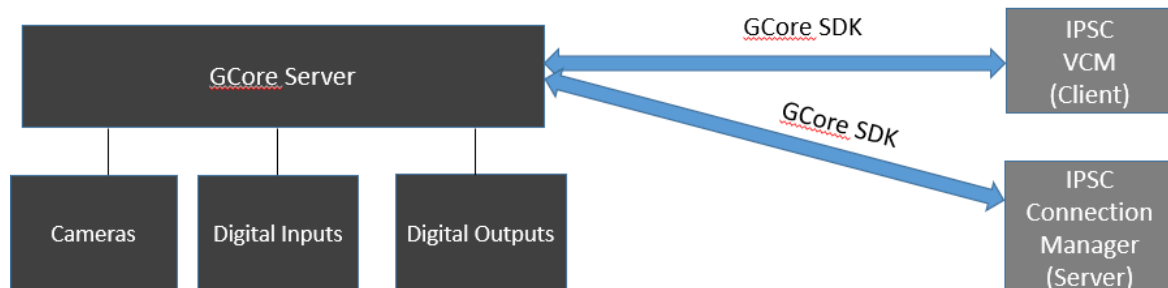 GCore SDK
IPSC
VCM
(Client)
GCore Server
GCore SDK
Cameras
Digital Inputs
Digital Outputs
IPSC
Connection
Manager
(Server)